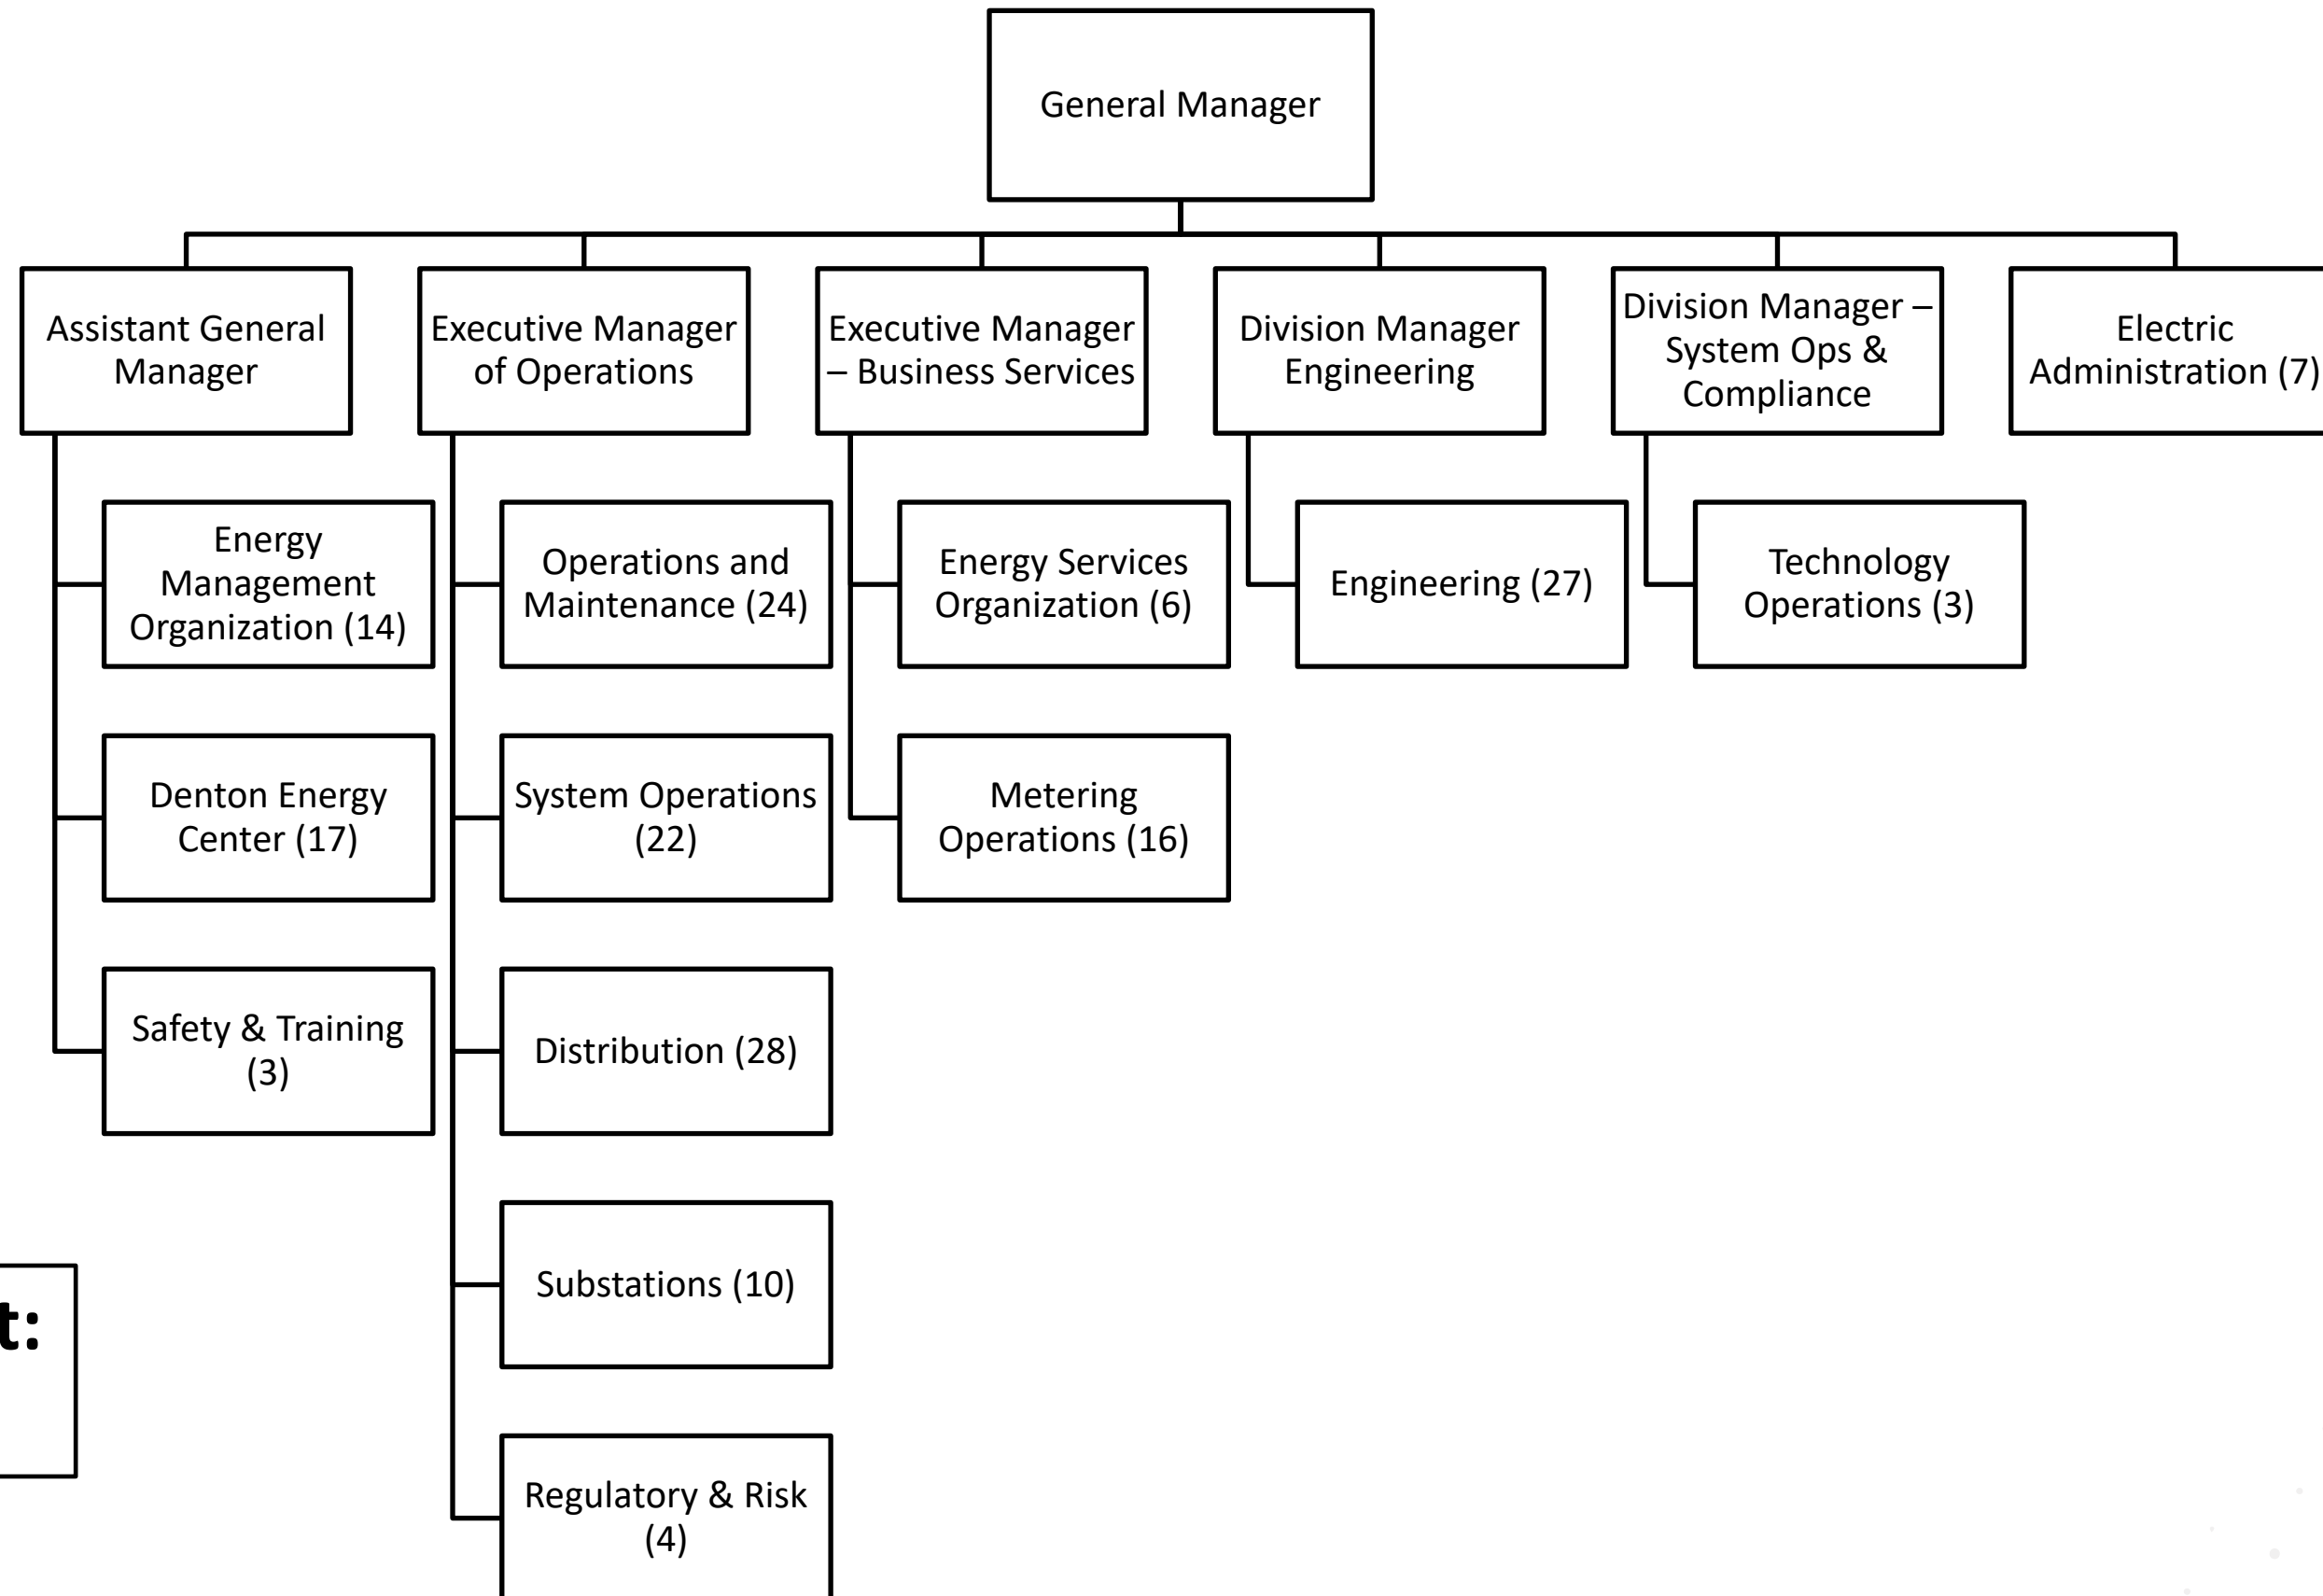 General Manager
Assistant General
Manager
Executive Manager
of Operations
Executive Manager
– Business Services
Division Manager
Engineering
Division Manager –
System Ops &
Compliance
Electric
Administration (7)
Energy
Management
Organization (14)
Operations and
Maintenance (24)
Energy Services
Organization (6)
Engineering (27)
Technology
Operations (3)
Denton Energy
Center (17)
System Operations
(22)
Metering
Operations (16)
Safety & Training
(3)
Distribution (28)
Substations (10)
t:
Regulatory & Risk
(4)